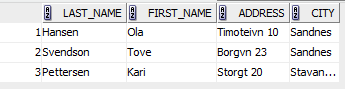 LAST_NAME FIRST_NAME ADDRESS CITY
1 Hansen Ola Timoteivn 10 Sandnes
2 Svendson Tove Borgvn 23 Sandnes
3 Pettersen Kari Storgt 20 Stavan...